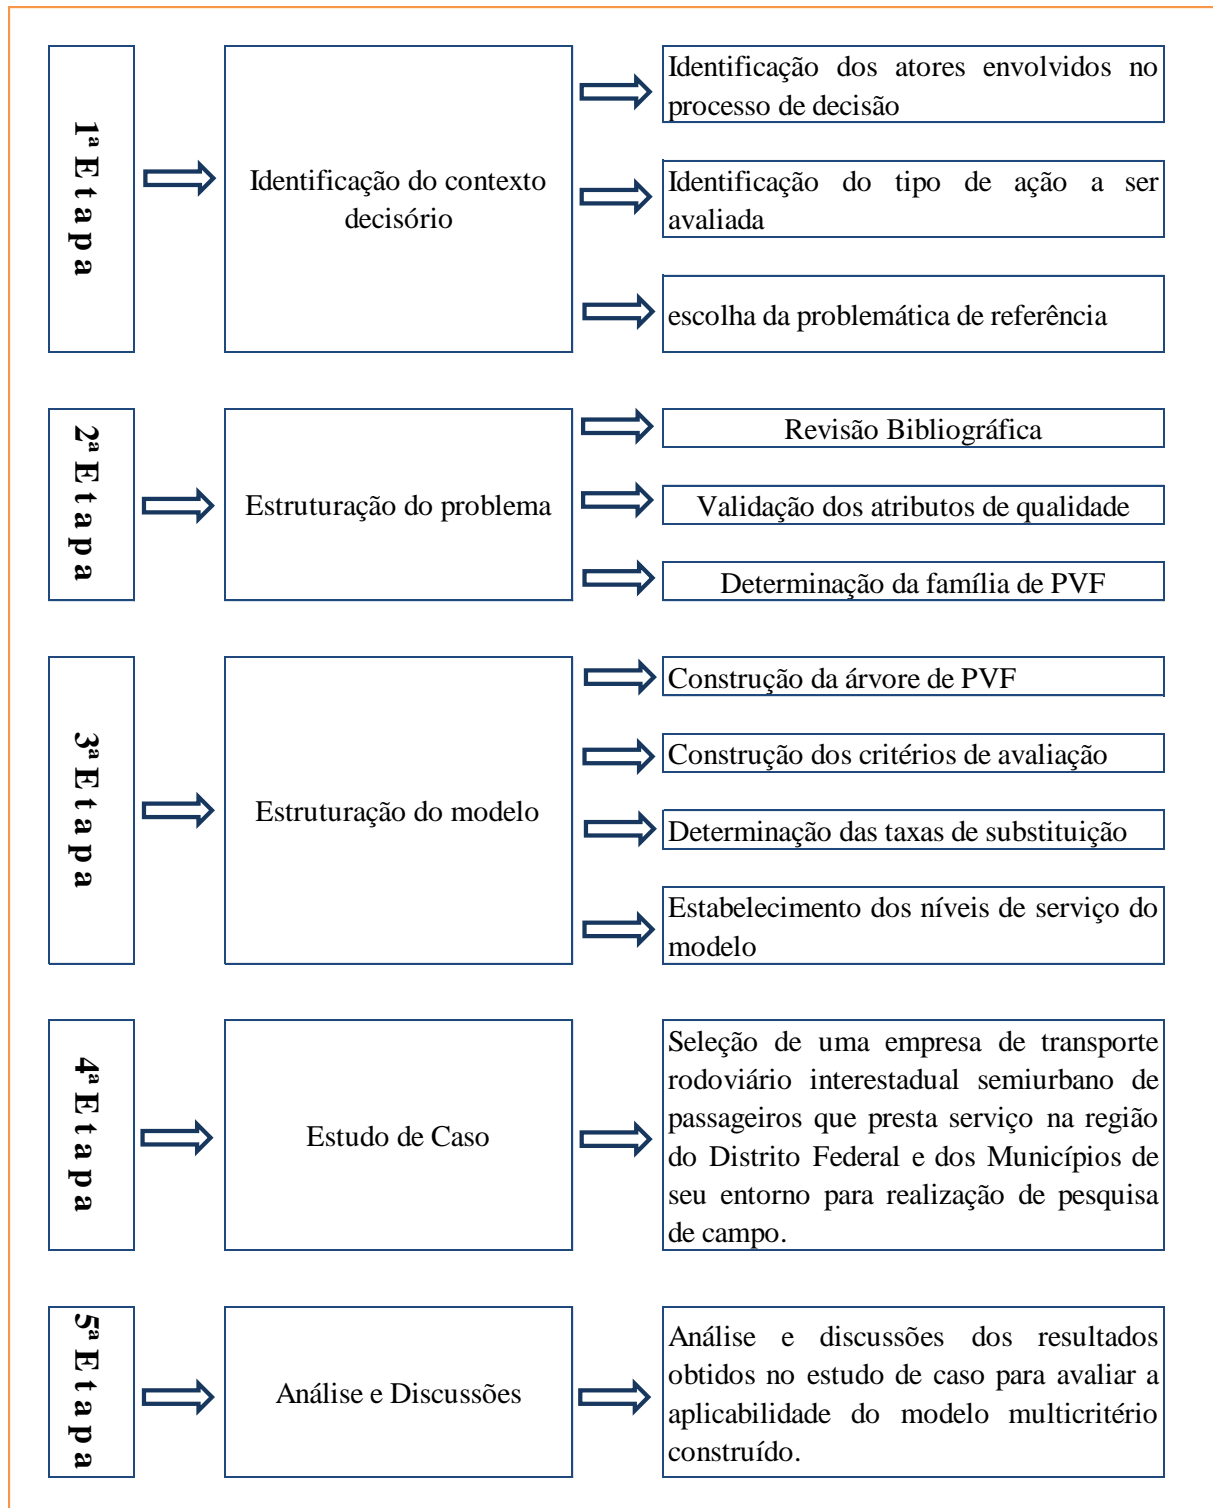 1ª Etapa
Identificação do contexto
decisório
Identificação dos atores envolvidos no
processo de decisão
Identificação do tipo de ação a ser
avaliada
escolha da problemática de referência
2ª Etapa
Estruturação do problema
Revisão Bibliográfica
Validação dos atributos de qualidade
Determinação da família de PVF
3ª Etapa
Estruturação do modelo
Construção da árvore de PVF
Construção dos critérios de avaliação
Determinação das taxas de substituição
Estabelecimento dos níveis de serviço do
modelo
4ª Etapa
Estudo de Caso
Seleção de uma empresa de transporte
rodoviário interestadual semiurbano de
passageiros que presta serviço na região
do Distrito Federal e dos Municípios de
seu entorno para realização de pesquisa
de campo.
5ª Etapa
Análise e Discussões
Análise e discussões dos resultados
obtidos no estudo de caso para avaliar a
aplicabilidade do modelo multicritério
construído.